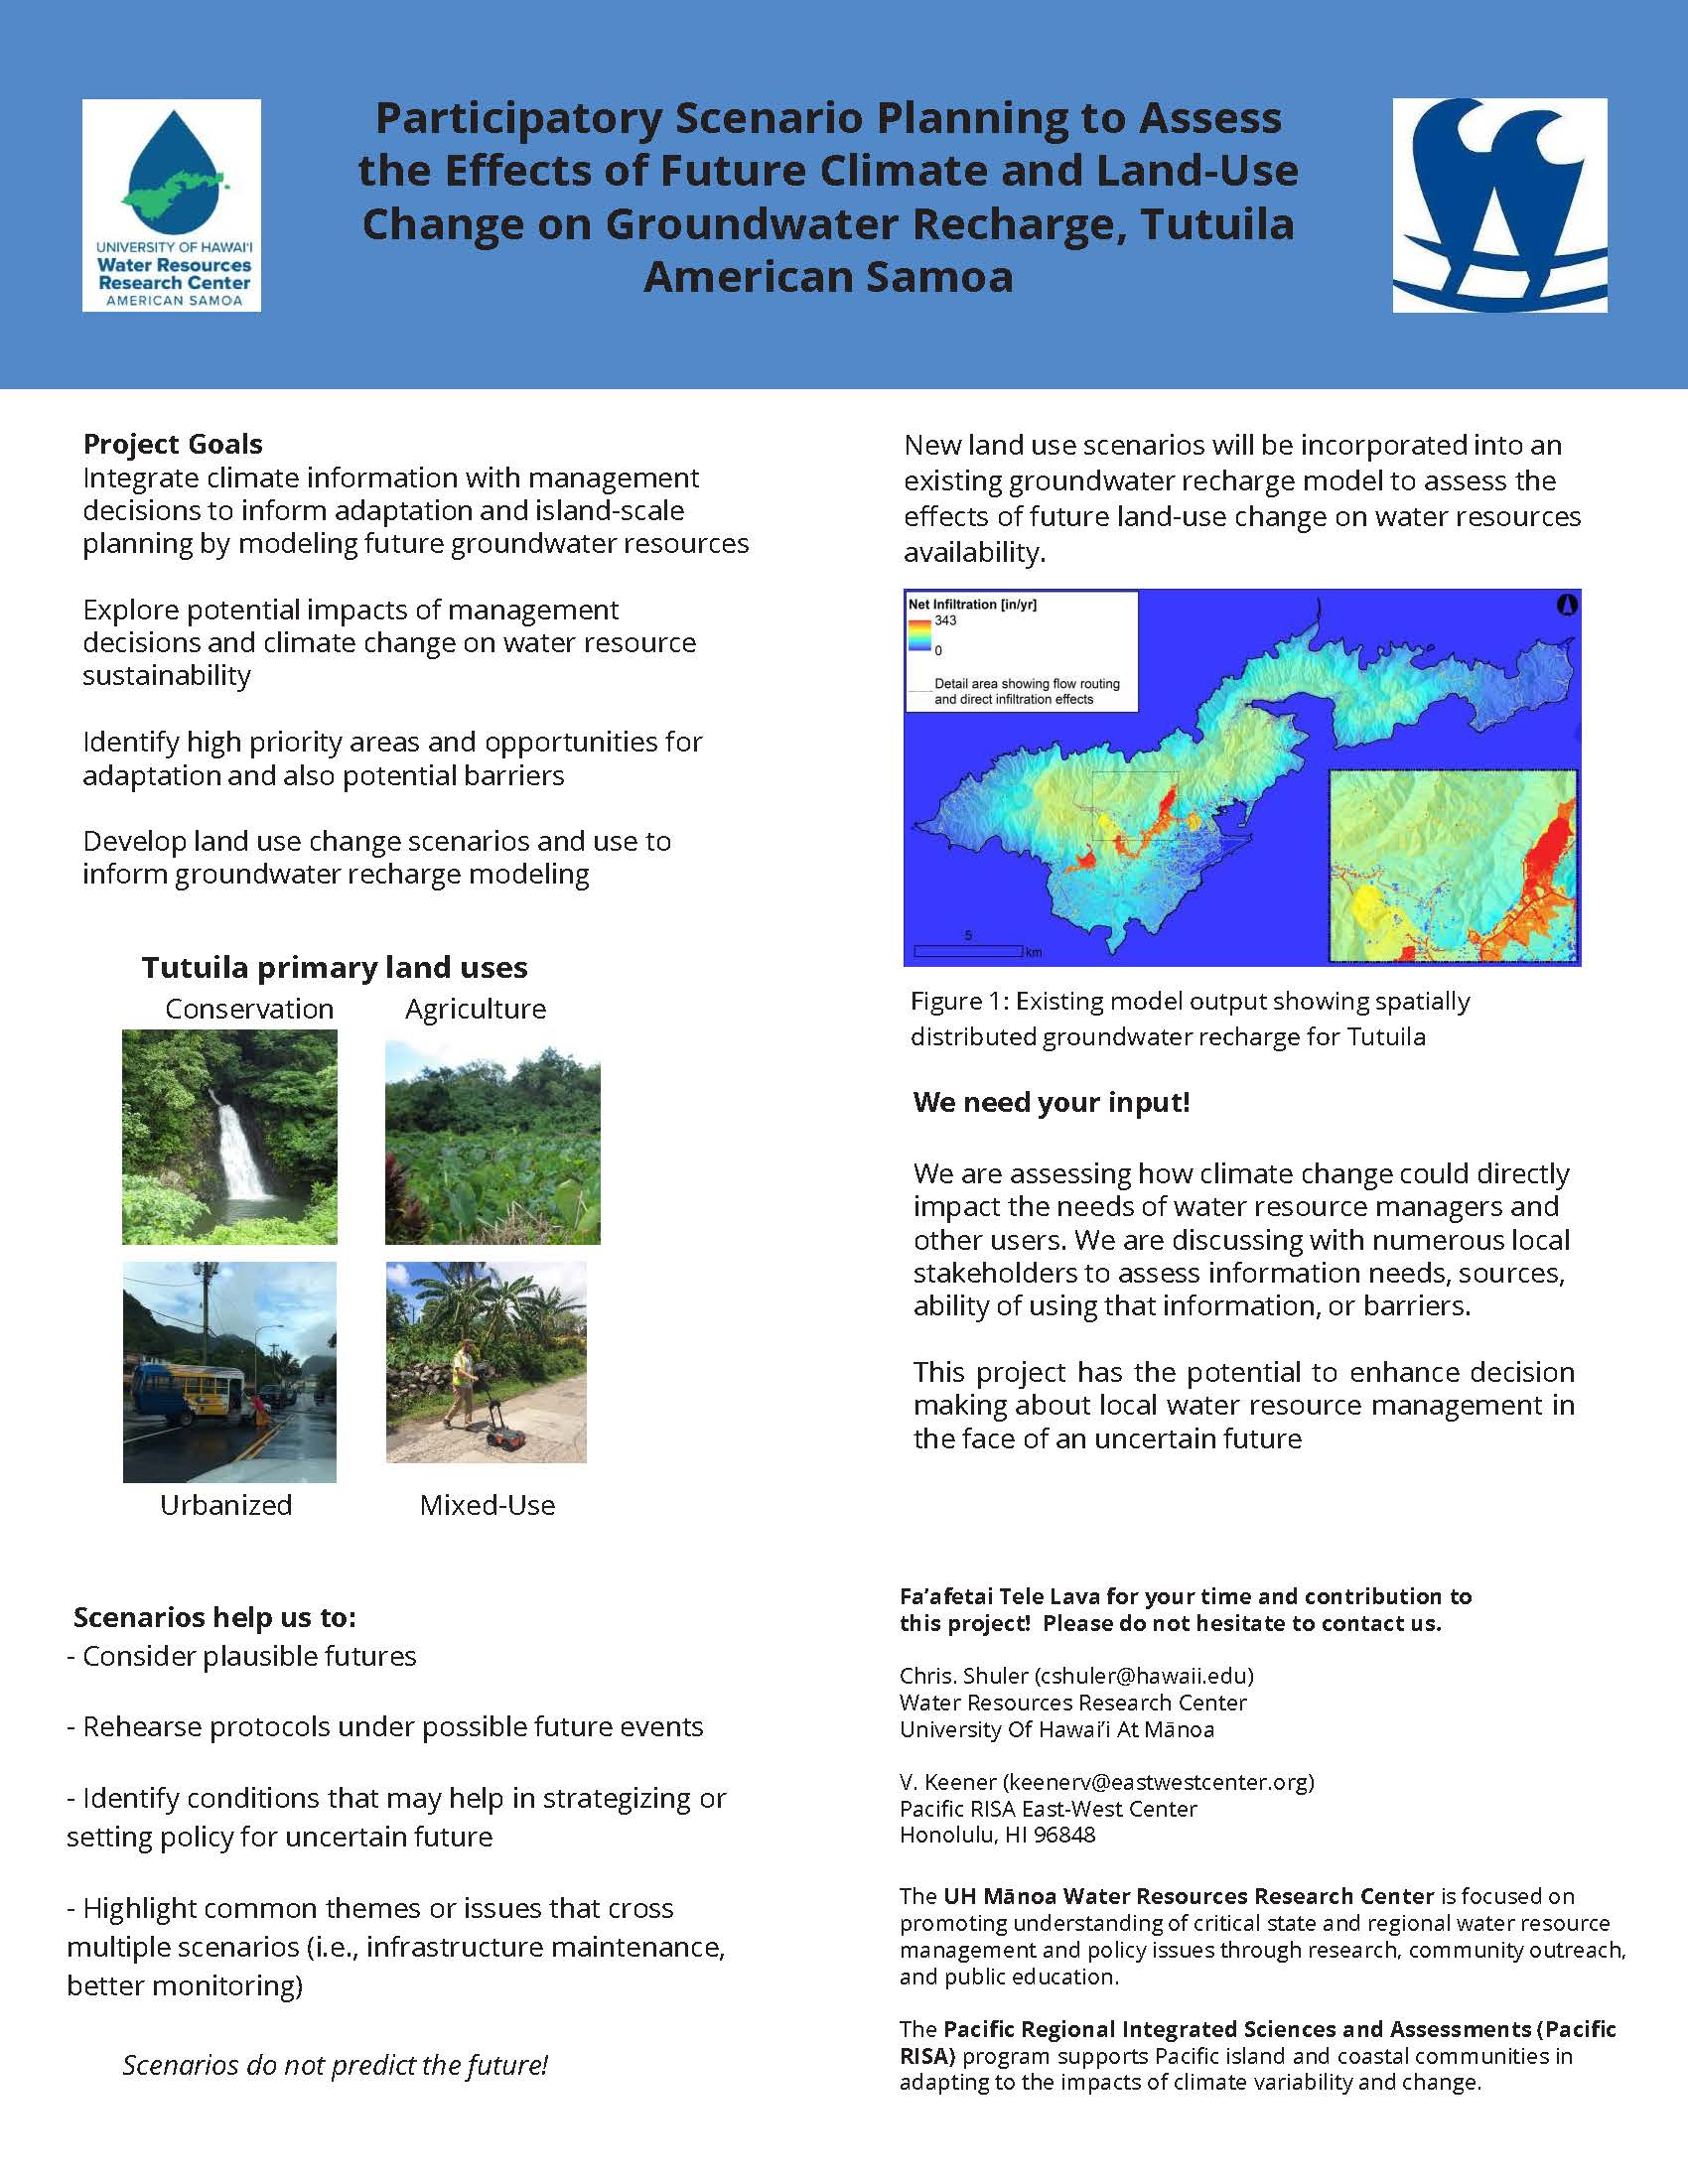 UNIVERSITY OF HAWAIʻI
Water Resources
Research Center
AMERICAN SAMOA
Participatory Scenario Planning to Assess
the Effects of Future Climate and Land-Use
Change on Groundwater Recharge, Tutuila
American Samoa
Project Goals
Integrate climate information with management
decisions to inform adaptation and island-scale
planning by modeling future groundwater resources
Explore potential impacts of management
decisions and climate change on water resource
sustainability
Identify high priority areas and opportunities for
adaptation and also potential barriers
Develop land use change scenarios and use to
inform groundwater recharge modeling
Tutuila primary land uses
Conservation Agriculture
Urbanized Mixed-Use
Scenarios help us to:
- Consider plausible futures
- Rehearse protocols under possible future events
- Identify conditions that may help in strategizing or
setting policy for uncertain future
- Highlight common themes or issues that cross
multiple scenarios (i.e., infrastructure maintenance,
better monitoring)
Scenarios do not predict the future!
New land use scenarios will be incorporated into an
existing groundwater recharge model to assess the
effects of future land-use change on water resources
availability.
Net Infiltration [in/yr]
343
0
Detail area showing flow routing
and direct infiltration effects
5
km
Figure 1: Existing model output showing spatially
distributed groundwater recharge for Tutuila
We need your input!
We are assessing how climate change could directly
impact the needs of water resource managers and
other users. We are discussing with numerous local
stakeholders to assess information needs, sources,
ability of using that information, or barriers.
This project has the potential to enhance decision
making about local water resource management in
the face of an uncertain future
Fa’afetai Tele Lava for your time and contribution to
this project! Please do not hesitate to contact us.
Chris. Shuler (cshuler@hawaii.edu)
Water Resources Research Center
University Of Hawai’i At Mānoa
V. Keener (keenerv@eastwestcenter.org)
Pacific RISA East-West Center
Honolulu, HI 96848
The UH Mānoa Water Resources Research Center is focused on
promoting understanding of critical state and regional water resource
management and policy issues through research, community outreach,
and public education.
The Pacific Regional Integrated Sciences and Assessments (Pacific
RISA) program supports Pacific island and coastal communities in
adapting to the impacts of climate variability and change.